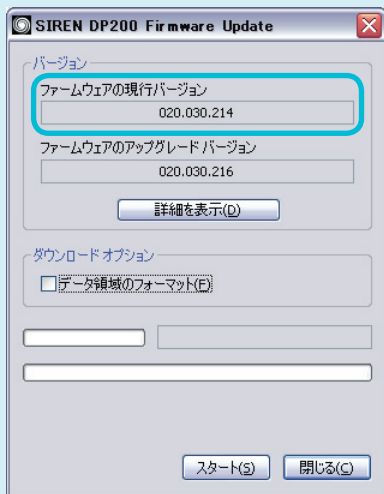 SIREN DP200 Firmware Update
バージョン
ファームウェアの現行バージョン
020.030.214
ファームウェアのアップグレード バージョン
020.030.216
詳細を表示(D)
ダウンロード オプション
データ領域のフォーマット(F)
スタート(S)
閉じる(C)